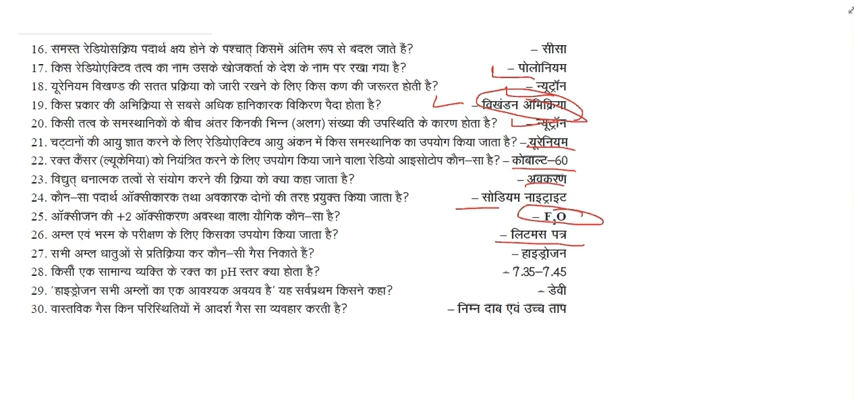 16. समस्त रेडियोसक्रिय पदार्थ क्षय होने के पश्चात् किसमें अंतिम रूप से बदल जाते हैं? – सीसा
17. किस रेडियोएक्टिव तत्व का नाम उसके खोजकर्ता के देश के नाम पर रखा गया है? – पोलोनियम
18. यूरेनियम विखण्ड की सतत प्रक्रिया को जारी रखने के लिए किस कण की जरूरत होती है? – न्यूट्रॉन
19. किस प्रकार की अभिक्रिया से सबसे अधिक हानिकारक विकिरण पैदा होता है? – विखंडन अभिक्रिया
20. किसी तत्व के समस्थानिकों के बीच अंतर किनकी भिन्न (अलग) संख्या की उपस्थिति के कारण होता है? – न्यूट्रॉन
21. चट्टानों की आयु ज्ञात करने के लिए रेडियोएक्टिव आयु अंकन में किस समस्थानिक का उपयोग किया जाता है? – यूरेनियम
22. रक्त कैंसर (ल्यूकेमिया) को नियंत्रित करने के लिए उपयोग किया जाने वाला रेडियो आइसोटोप कौन–सा है? – कोबाल्ट–60
23. विद्युत् धनात्मक तत्वों से संयोग करने की क्रिया को क्या कहा जाता है? – अवकरण
24. कौन–सा पदार्थ ऑक्सीकारक तथा अवकारक दोनों की तरह प्रयुक्त किया जाता है? – सोडियम नाइट्राइट
25. ऑक्सीजन की +2 ऑक्सीकरण अवस्था वाला यौगिक कौन–सा है? – F₂O
26. अम्ल एवं भस्म के परीक्षण के लिए किसका उपयोग किया जाता है? – लिटमस पत्र
27. सभी अम्ल धातुओं से प्रतिक्रिया कर कौन–सी गैस निकाते हैं? – हाइड्रोजन
28. किसी एक सामान्य व्यक्ति के रक्त का pH स्तर क्या होता है? – 7.35–7.45
29. ‘हाइड्रोजन सभी अम्लों का एक आवश्यक अवयव है’ यह सर्वप्रथम किसने कहा? – डेवी
30. वास्तविक गैस किन परिस्थितियों में आदर्श गैस सा व्यवहार करती है? – निम्न दाब एवं उच्च ताप